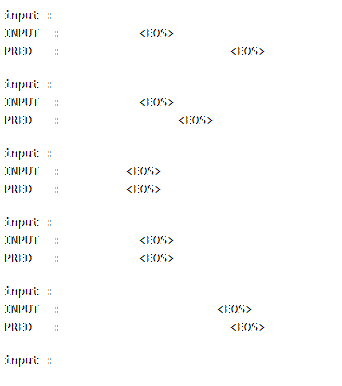 input :
INPUT : <EOS>
PRED : <EOS>
input :
INPUT : <EOS>
PRED : <EOS>
input :
INPUT : <EOS>
PRED : <EOS>
input :
INPUT : <EOS>
PRED : <EOS>
input :
INPUT : <EOS>
PRED : <EOS>
input :